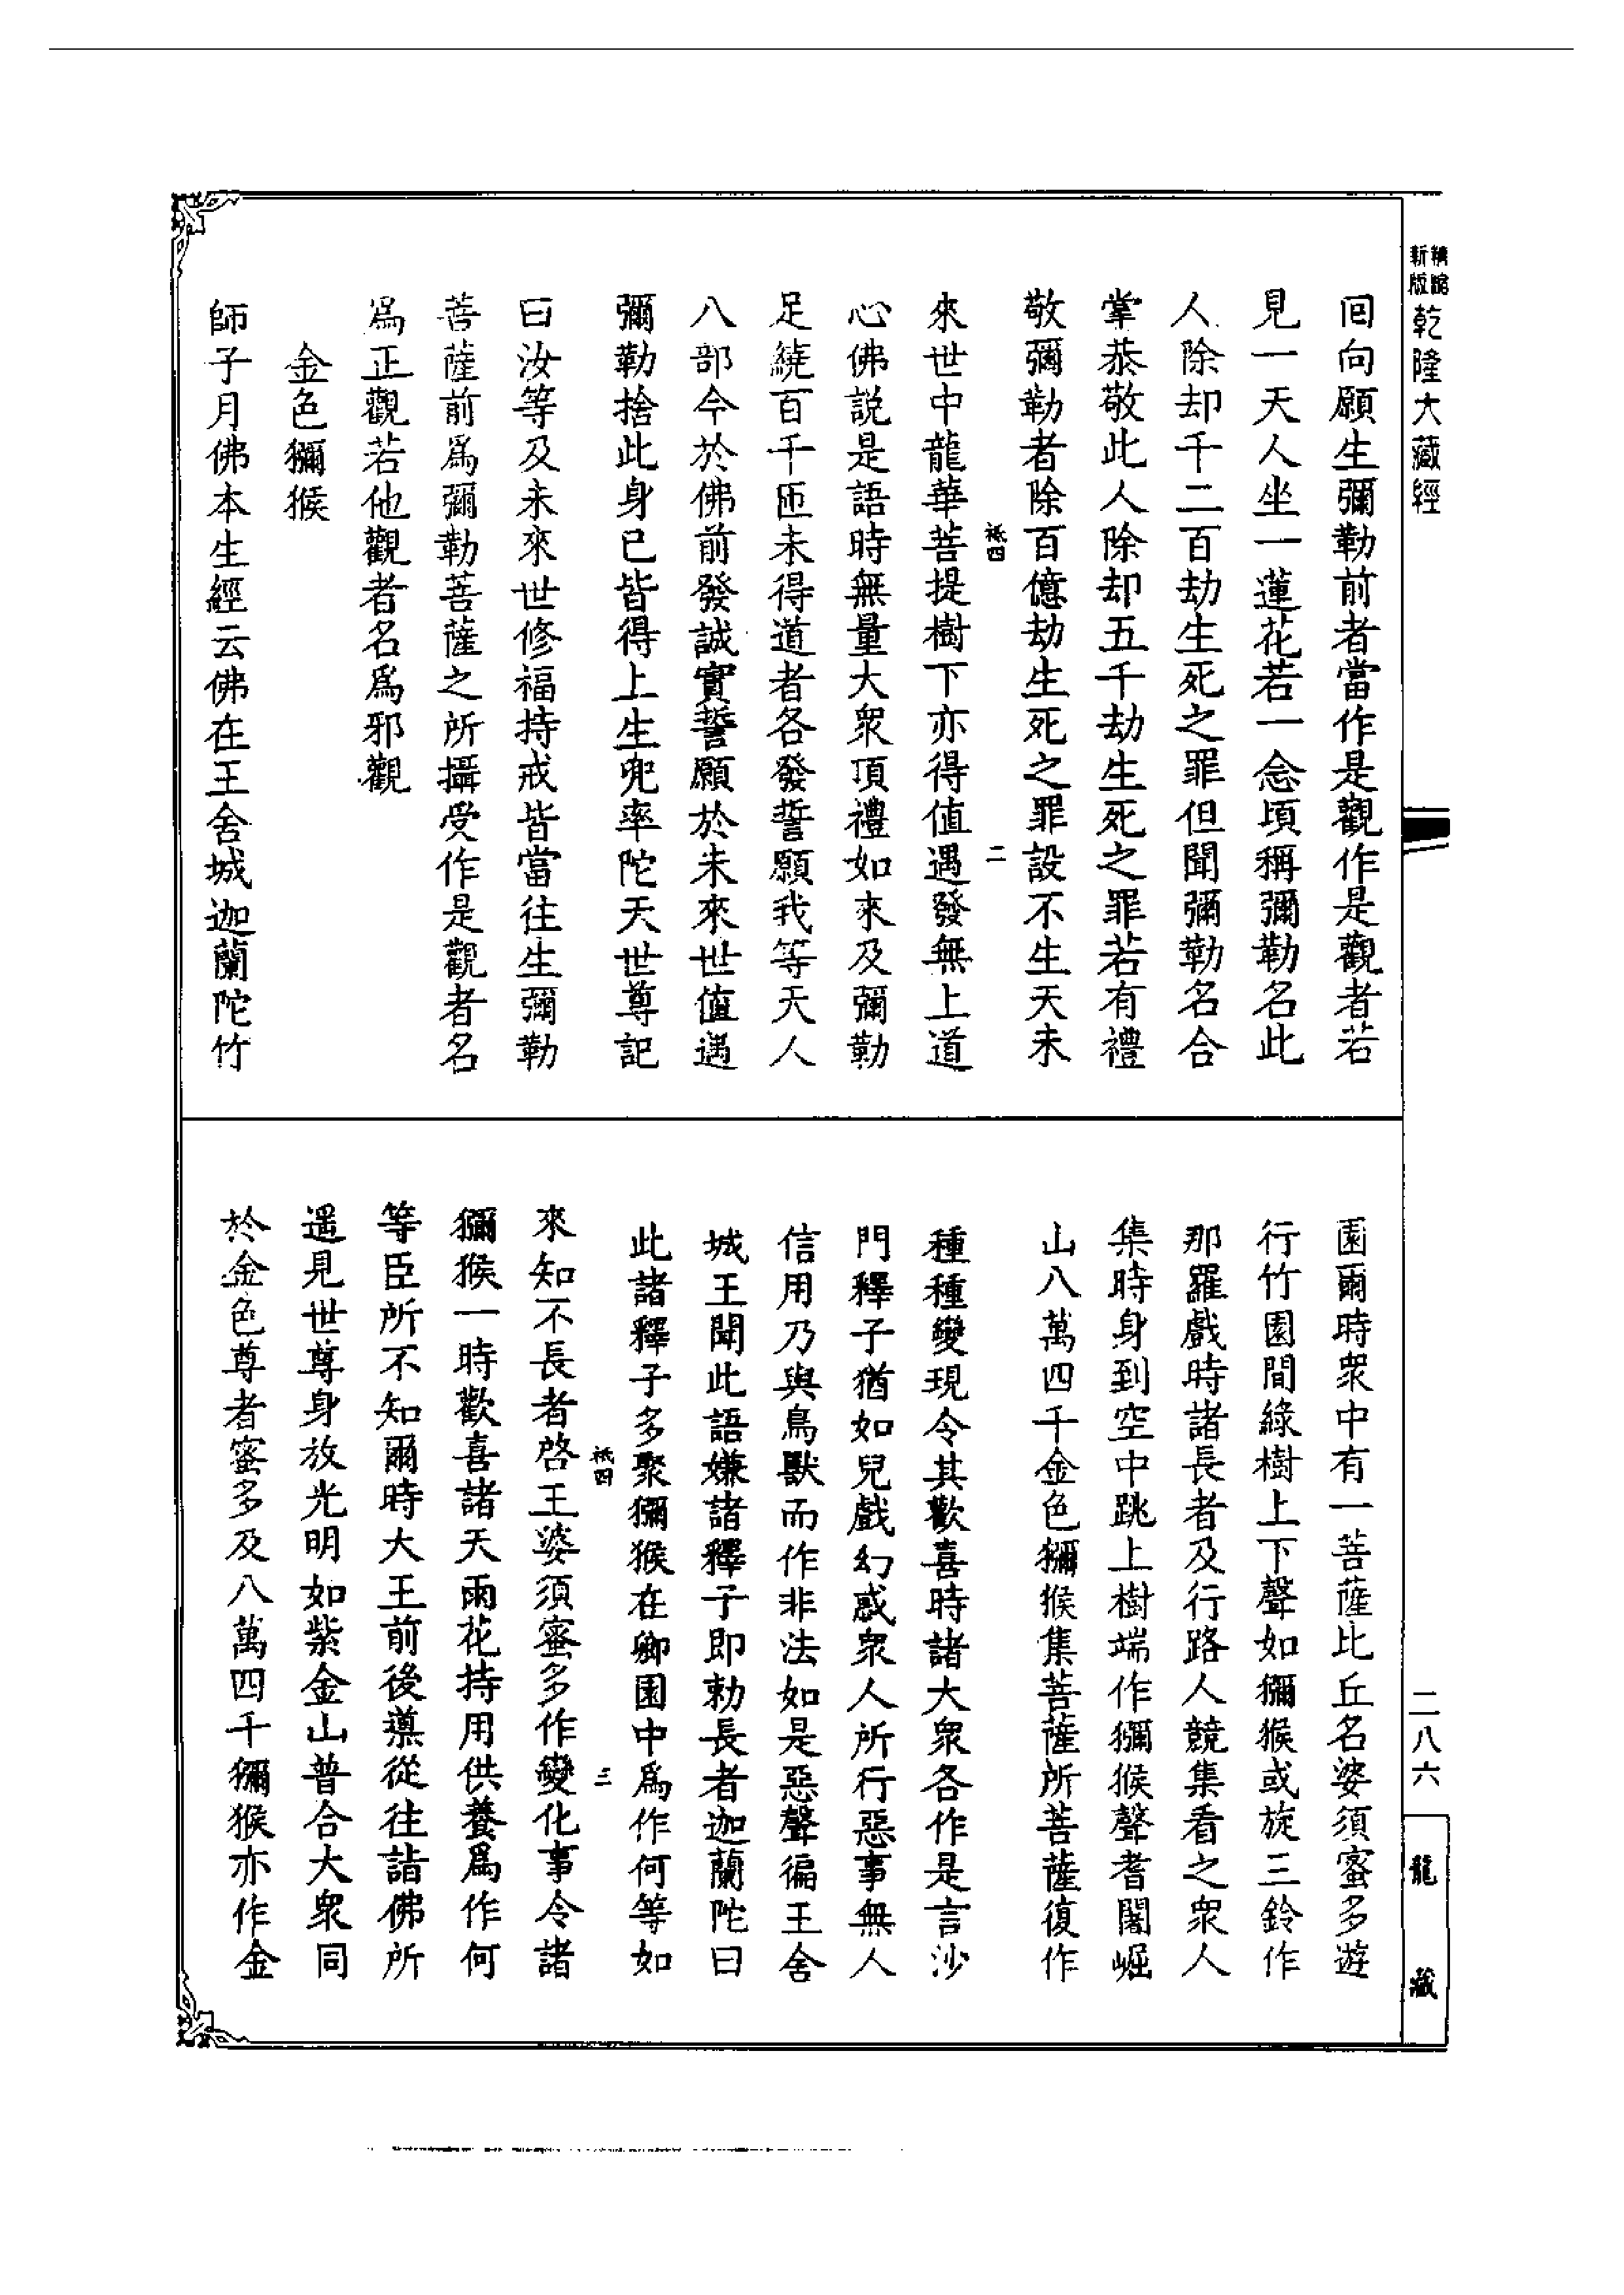 乾隆大藏經
回向願生彌勒前者當作是觀作是觀者若
見一天人坐一蓮花若一念頃稱彌勒名此
人除却千二百劫生死之罪但聞彌勒名合
掌恭敬此人除却五千劫生死之罪若有禮
敬彌勒者除百億劫生死之罪設不生天未
祇四 二
來世中龍華菩提樹下亦得值遇發無上道
心佛說是語時無量大衆頂禮如來及彌勒
足繞百千匝未得道者各發誓願我等天人
八部今於佛前發誠實誓願於未來世值遇
彌勒捨此身已皆得上生兜率陀天世尊記
曰汝等及未來世修福持戒皆當往生彌勒
菩薩前爲彌勒菩薩之所攝受作是觀者名
爲正觀若他觀者名爲邪觀
金色獼猴
師子月佛本生經云佛在王舍城迦蘭陀竹
園爾時衆中有一菩薩比丘名婆須蜜多遊
行竹園間綠樹上下聲如獼猴或旋三鈴作
那羅戲時諸長者及行路人競集看之衆人
集時身到空中跳上樹端作獼猴聲耆闍崛
山八萬四千金色獼猴集菩薩所菩薩復作
種種變現令其歡喜時諸大衆各作是言沙
門釋子猶如兒戲幻惑衆人所行惡事無人
信用乃與鳥獸而作非法如是惡聲徧王舍
城王聞此語嫌諸釋子即勅長者迦蘭陀曰
此諸釋子多聚獼猴在卿園中爲作何等如
祇四 三
來知不長者啓王婆須蜜多作變化事令諸
獼猴一時歡喜諸天雨花持用供養爲作何
等臣所不知爾時大王前後導從往詣佛所
遥見世尊身放光明如紫金山普合大衆同
於金色尊者蜜多及八萬四千獼猴亦作金
二八六
龍藏